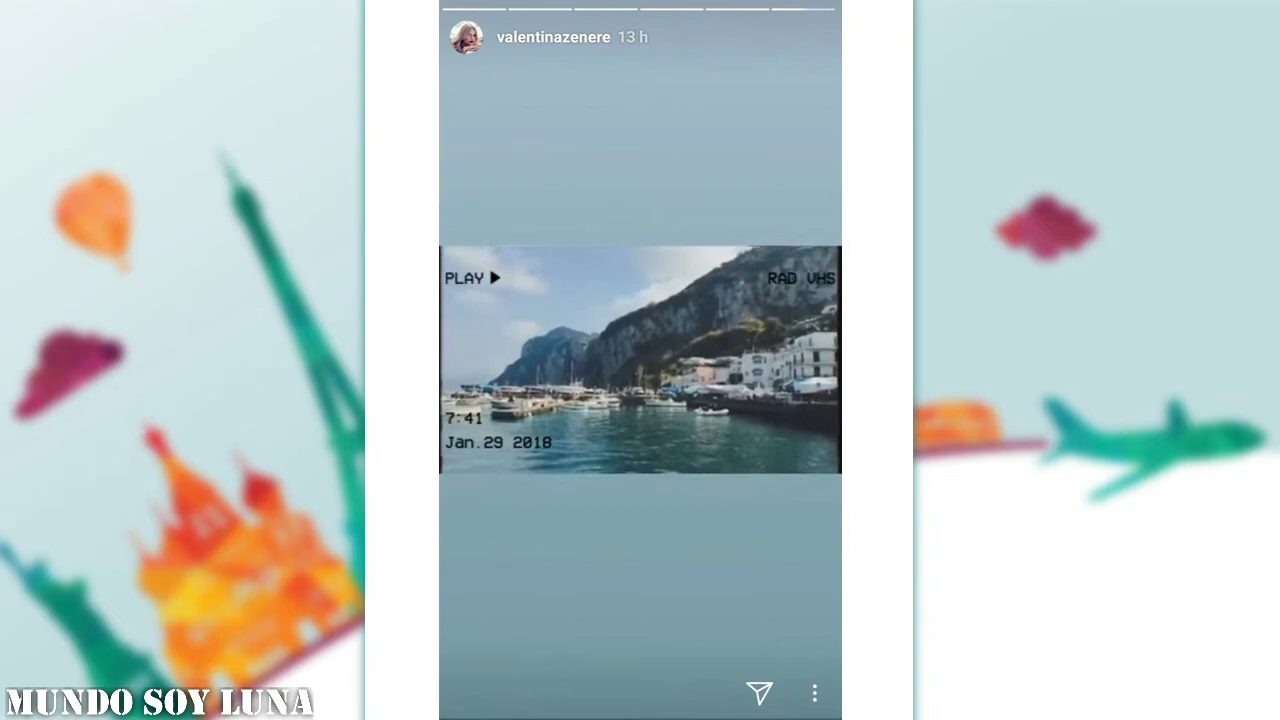 valentinazenere 13 h
PLAY RAD VHS
7:41
Jan.29 2018
MUNDO SOY LUNA